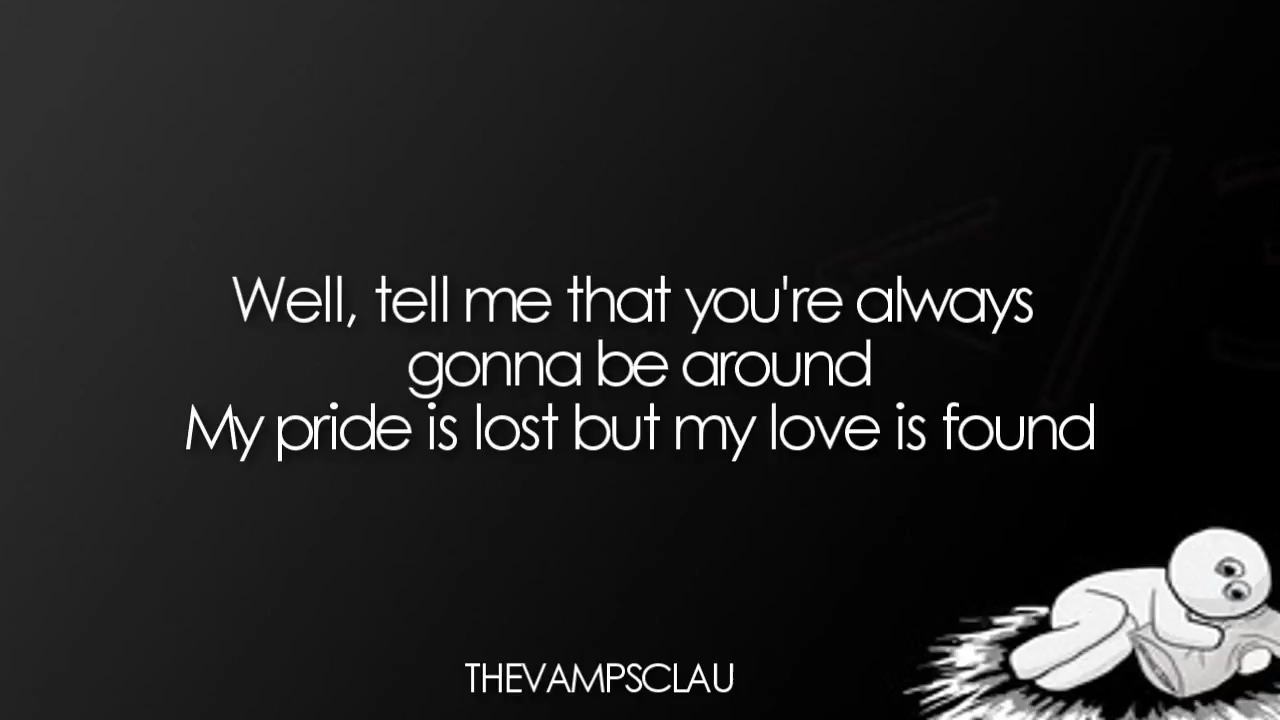 Well, tell me that you're always
gonna be around
My pride is lost but my love is found
THEVAMPSCLAU